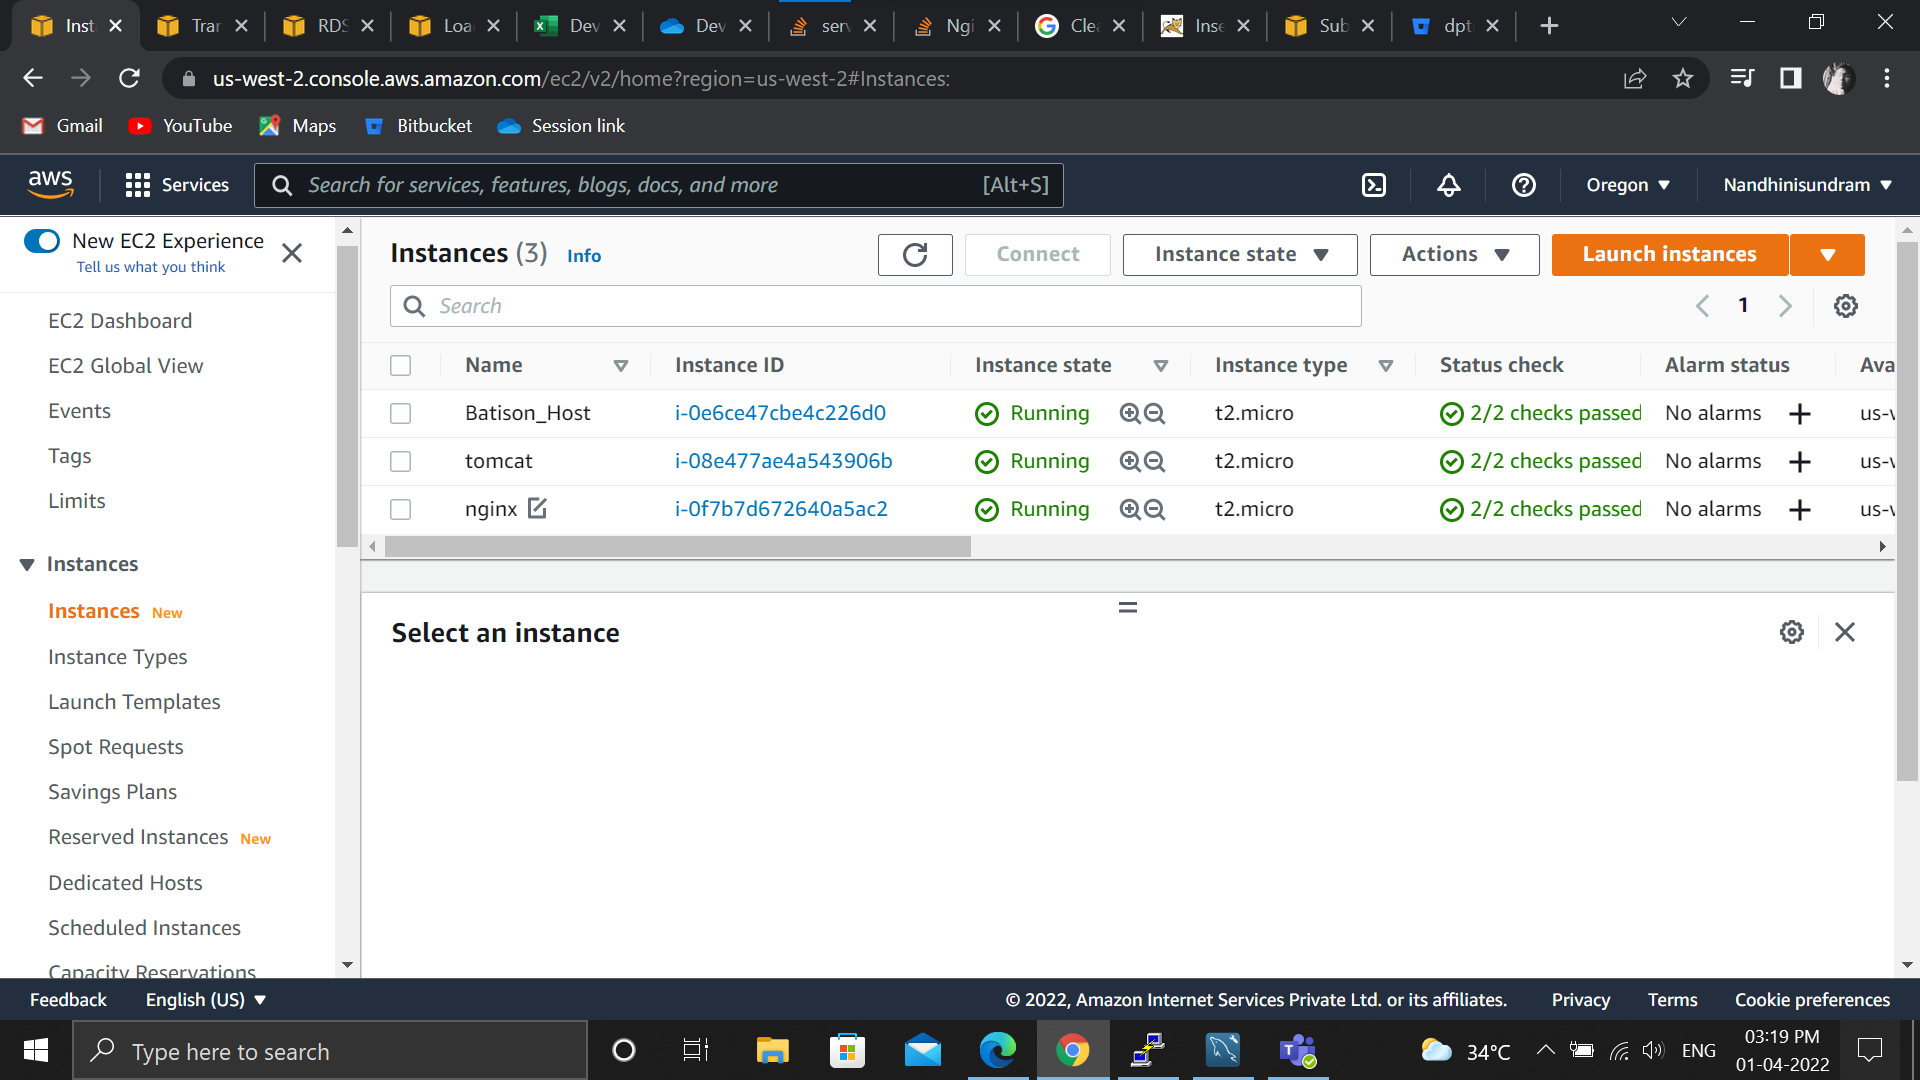 Inst
Trar
RDS
Loa
Dev
Dev
serv
Ngi
Clea
Inse
Sub
dpt
us-west-2.console.aws.amazon.com/ec2/v2/home?region=us-west-2#Instances:
Gmail YouTube Maps Bitbucket Session link
aws Services Search for services, features, blogs, docs, and more [Alt+S] Oregon Nandhinisundram
New EC2 Experience
Tell us what you think
EC2 Dashboard
EC2 Global View
Events
Tags
Limits
Instances
Instances New
Instance Types
Launch Templates
Spot Requests
Savings Plans
Reserved Instances New
Dedicated Hosts
Scheduled Instances
Capacity Reservations
Instances (3) Info Connect Instance state Actions Launch instances
Search 1
Name Instance ID Instance state Instance type Status check Alarm status Ava
Batison_Host i-0e6ce47cbe4c226d0 Running t2.micro 2/2 checks passed No alarms + us-w
tomcat i-08e477ae4a543906b Running t2.micro 2/2 checks passed No alarms + us-w
nginx i-0f7b7d672640a5ac2 Running t2.micro 2/2 checks passed No alarms + us-w
Select an instance
Feedback English (US) © 2022, Amazon Internet Services Private Ltd. or its affiliates. Privacy Terms Cookie preferences
Type here to search 34°C ENG 03:19 PM
01-04-2022